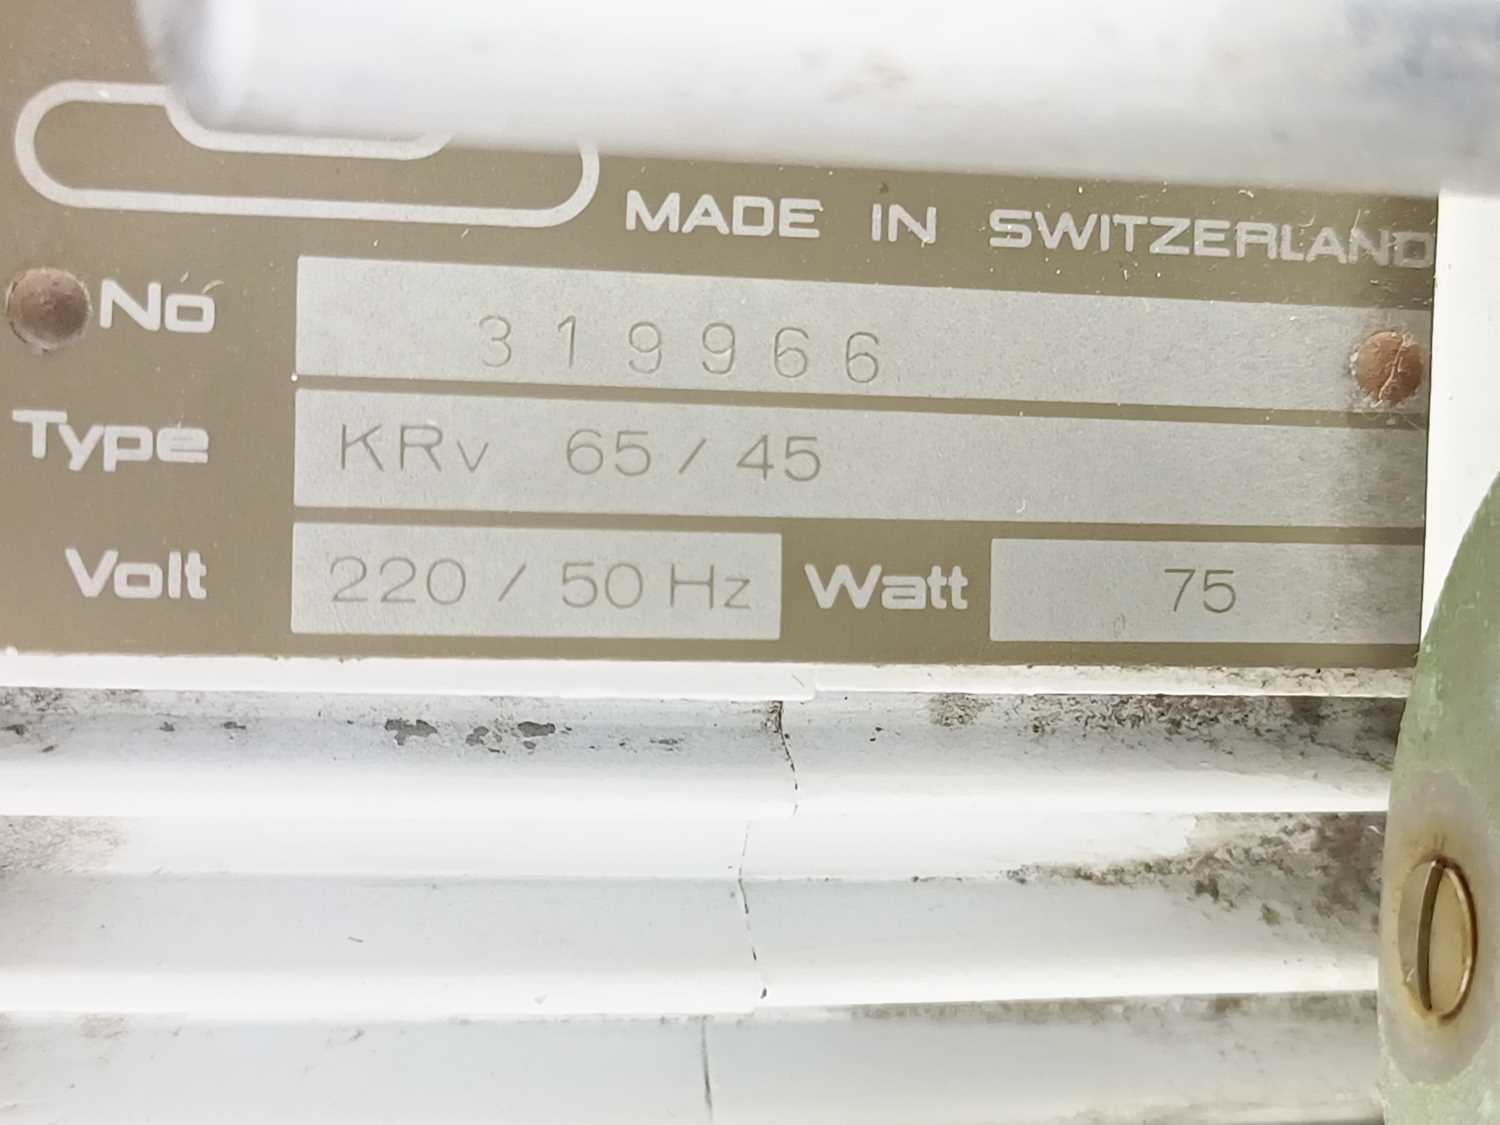 MADE IN SWITZERLAND
No 319966
Type KRv 65/45
Volt 220/50 Hz Watt 75